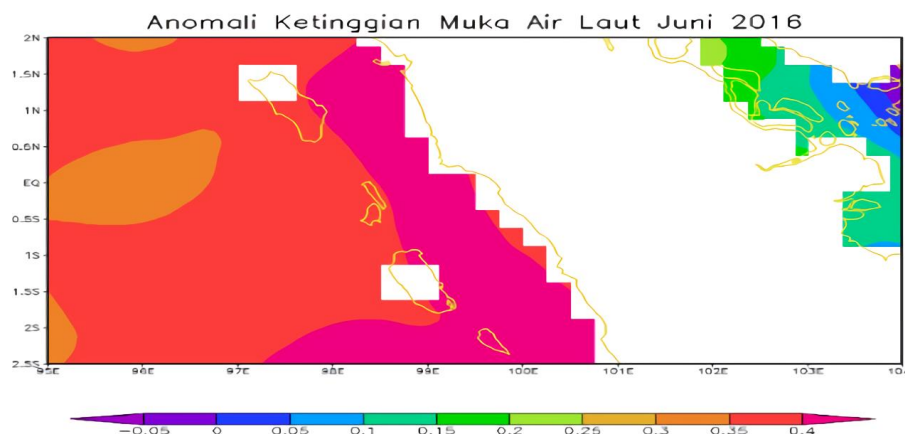 Anomali Ketinggian Muka Air Laut Juni 2016
2N
1.5N
1N
0.5N
EQ
0.5S
1S
1.5S
2S
2.5S
95E 96E 97E 98E 99E 100E 101E 102E 103E 104
-0.05 0 0.05 0.1 0.15 0.2 0.25 0.3 0.35 0.4